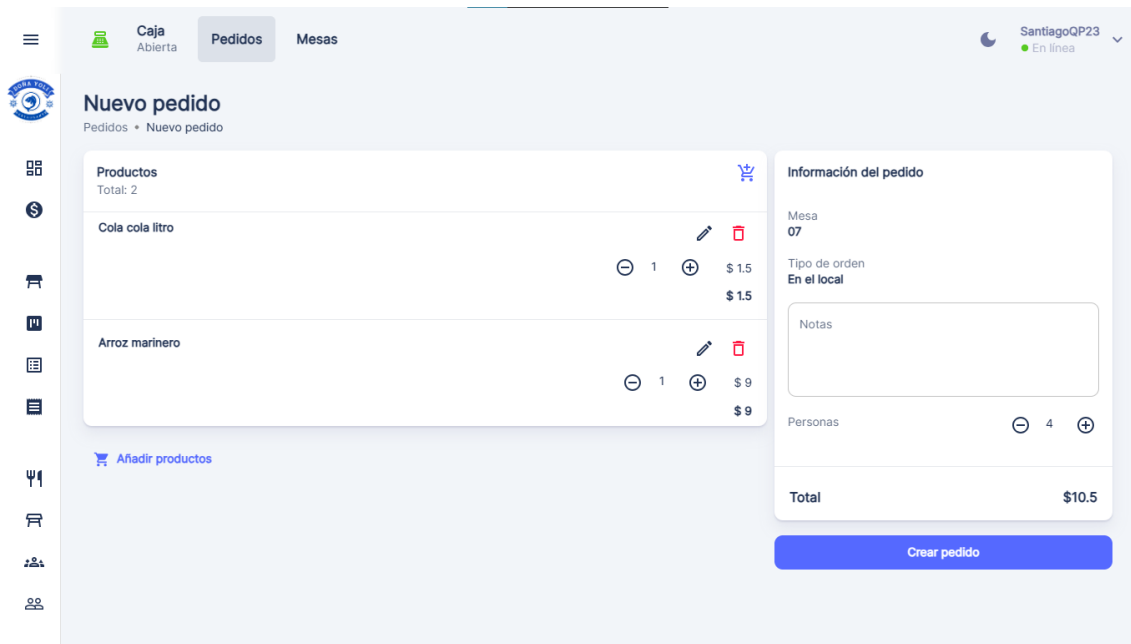 Caja
Abierta
Pedidos
Mesas
SantiagoQP23
En línea
DOÑA YOLI
Nuevo pedido
Pedidos • Nuevo pedido
Productos
Total: 2
Cola cola litro
1
$ 1.5
$ 1.5
Arroz marinero
1
$ 9
$ 9
Añadir productos
Información del pedido
Mesa
07
Tipo de orden
En el local
Notas
Personas
4
Total
$10.5
Crear pedido